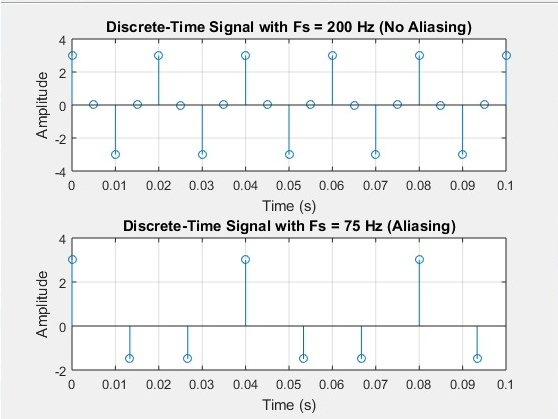 Discrete-Time Signal with Fs = 200 Hz (No Aliasing)
4
2
0
-2
-4
Amplitude
0 0.01 0.02 0.03 0.04 0.05 0.06 0.07 0.08 0.09 0.1
Time (s)
Discrete-Time Signal with Fs = 75 Hz (Aliasing)
4
2
0
-2
Amplitude
0 0.01 0.02 0.03 0.04 0.05 0.06 0.07 0.08 0.09 0.1
Time (s)